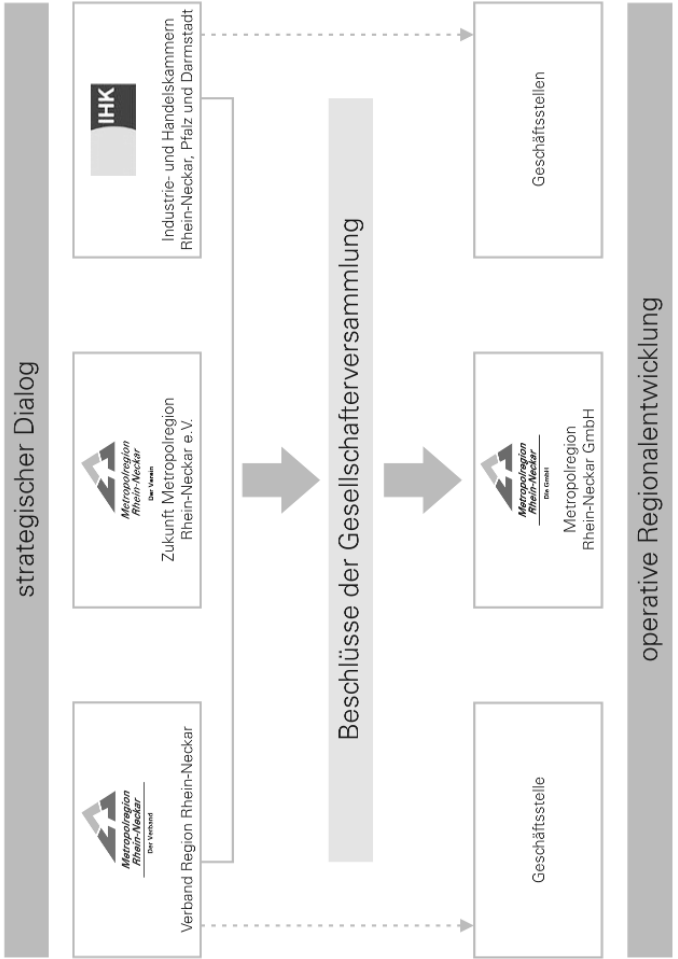 strategischer Dialog
Metropolregion
Rhein-Neckar
Der Verband
Verband Region Rhein-Neckar
Metropolregion
Rhein-Neckar
Der Verein
Zukunft Metropolregion
Rhein-Neckar e.V.
IHK
Industrie- und Handelskammern
Rhein-Neckar, Pfalz und Darmstadt
Beschlüsse der Gesellschafterversammlung
Geschäftsstelle
Metropolregion
Rhein-Neckar
Die GmbH
Metropolregion
Rhein-Neckar GmbH
Geschäftsstellen
operative Regionalentwicklung